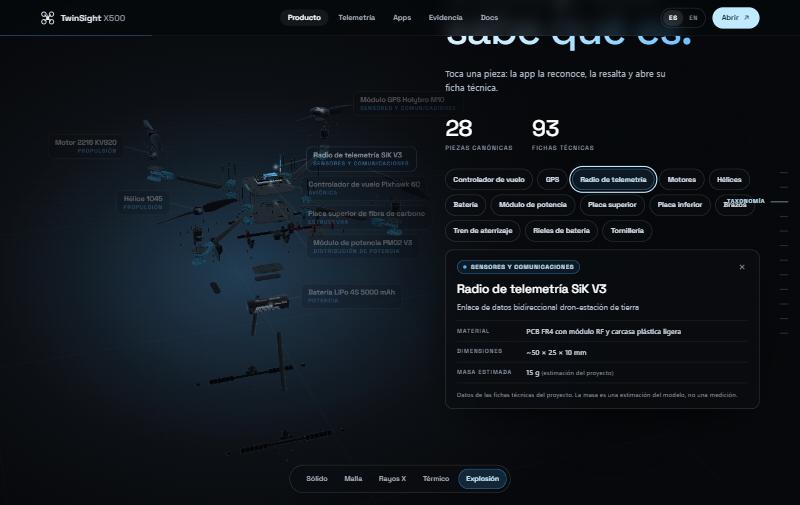 TwinSight X500
Producto
Telemetría
Apps
Evidencia
Docs
ES
EN
Abrir ↗
sabe qué es.
Toca una pieza: la app la reconoce, la resalta y abre su
ficha técnica.
28
PIEZAS CANÓNICAS
93
FICHAS TÉCNICAS
Controlador de vuelo
GPS
Radio de telemetría
Motores
Hélices
Batería
Módulo de potencia
Placa superior
Placa inferior
Brazos
TAXONOMÍA
Tren de aterrizaje
Rieles de batería
Tornillería
SENSORES Y COMUNICACIONES
×
Radio de telemetría SiK V3
Enlace de datos bidireccional dron-estación de tierra
MATERIAL PCB FR4 con módulo RF y carcasa plástica ligera
DIMENSIONES ~50 × 25 × 10 mm
MASA ESTIMADA 15 g (estimación del proyecto)
Datos de las fichas técnicas del proyecto. La masa es una estimación del modelo, no una medición.
Módulo GPS Holybro M10
SENSORES Y COMUNICACIONES
Motor 2216 KV920
PROPULSIÓN
Radio de telemetría SiK V3
SENSORES Y COMUNICACIONES
Controlador de vuelo Pixhawk 6C
AVIÓNICA
Hélice 1045
PROPULSIÓN
Placa superior de fibra de carbono
ESTRUCTURA
Módulo de potencia PM02 V3
DISTRIBUCIÓN DE POTENCIA
Batería LiPo 4S 5000 mAh
POTENCIA
Sólido
Malla
Rayos X
Térmico
Explosión